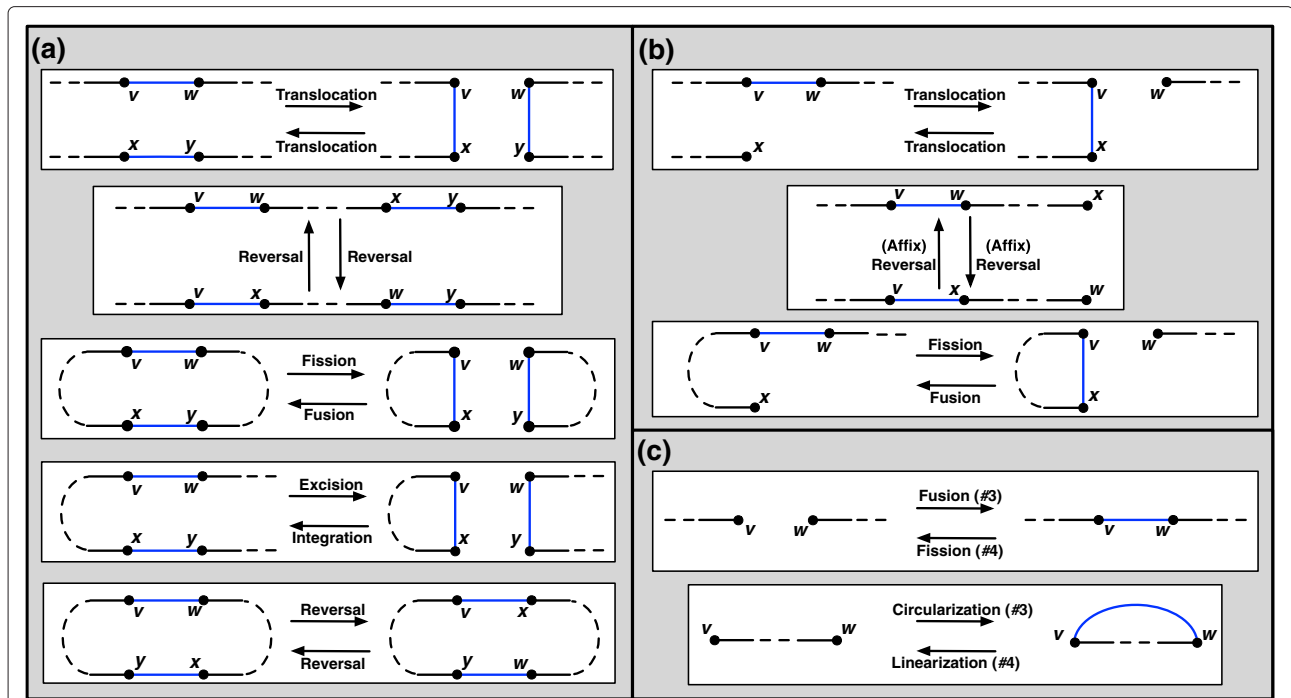 (a)
v w
x y
Translocation
Translocation
v w
x y
v w x y
Reversal Reversal
v x w y
v w
x y
Fission
Fusion
v w
x y
v w
x y
Excision
Integration
v w
x y
v w
y x
Reversal
Reversal
v x
y w
(b)
v w
x
Translocation
Translocation
v w
x
v w x
(Affix) (Affix)
Reversal Reversal
v x w
v w
x
Fission
Fusion
v w
x
(c)
v w
Fusion (#3)
Fission (#4)
v w
v w
Circularization (#3)
Linearization (#4)
v w